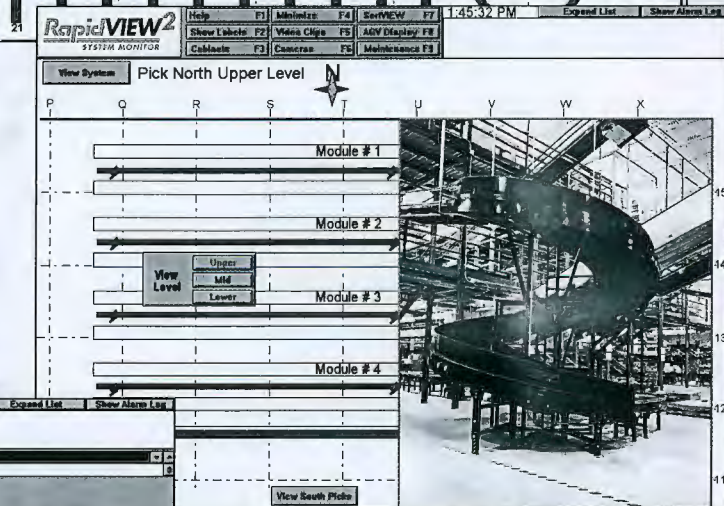 21
RapidVIEW2
SYSTEM MONITOR
Help F1 Minimize F4 SortVIEW F7
Show Labels F2 Video Clips F5 AGV Display F8
Cabinets F3 Cameras F6 Maintenance F9
1:45:32 PM
Expand List Show Alarm Log
View System Pick North Upper Level N
P Q R S T U V W X
Module # 1
15
Module # 2
14
View Level
Upper
Mid
Lower
Module # 3
13
Module # 4
Expand List Show Alarm Log
12
11
View South Picks